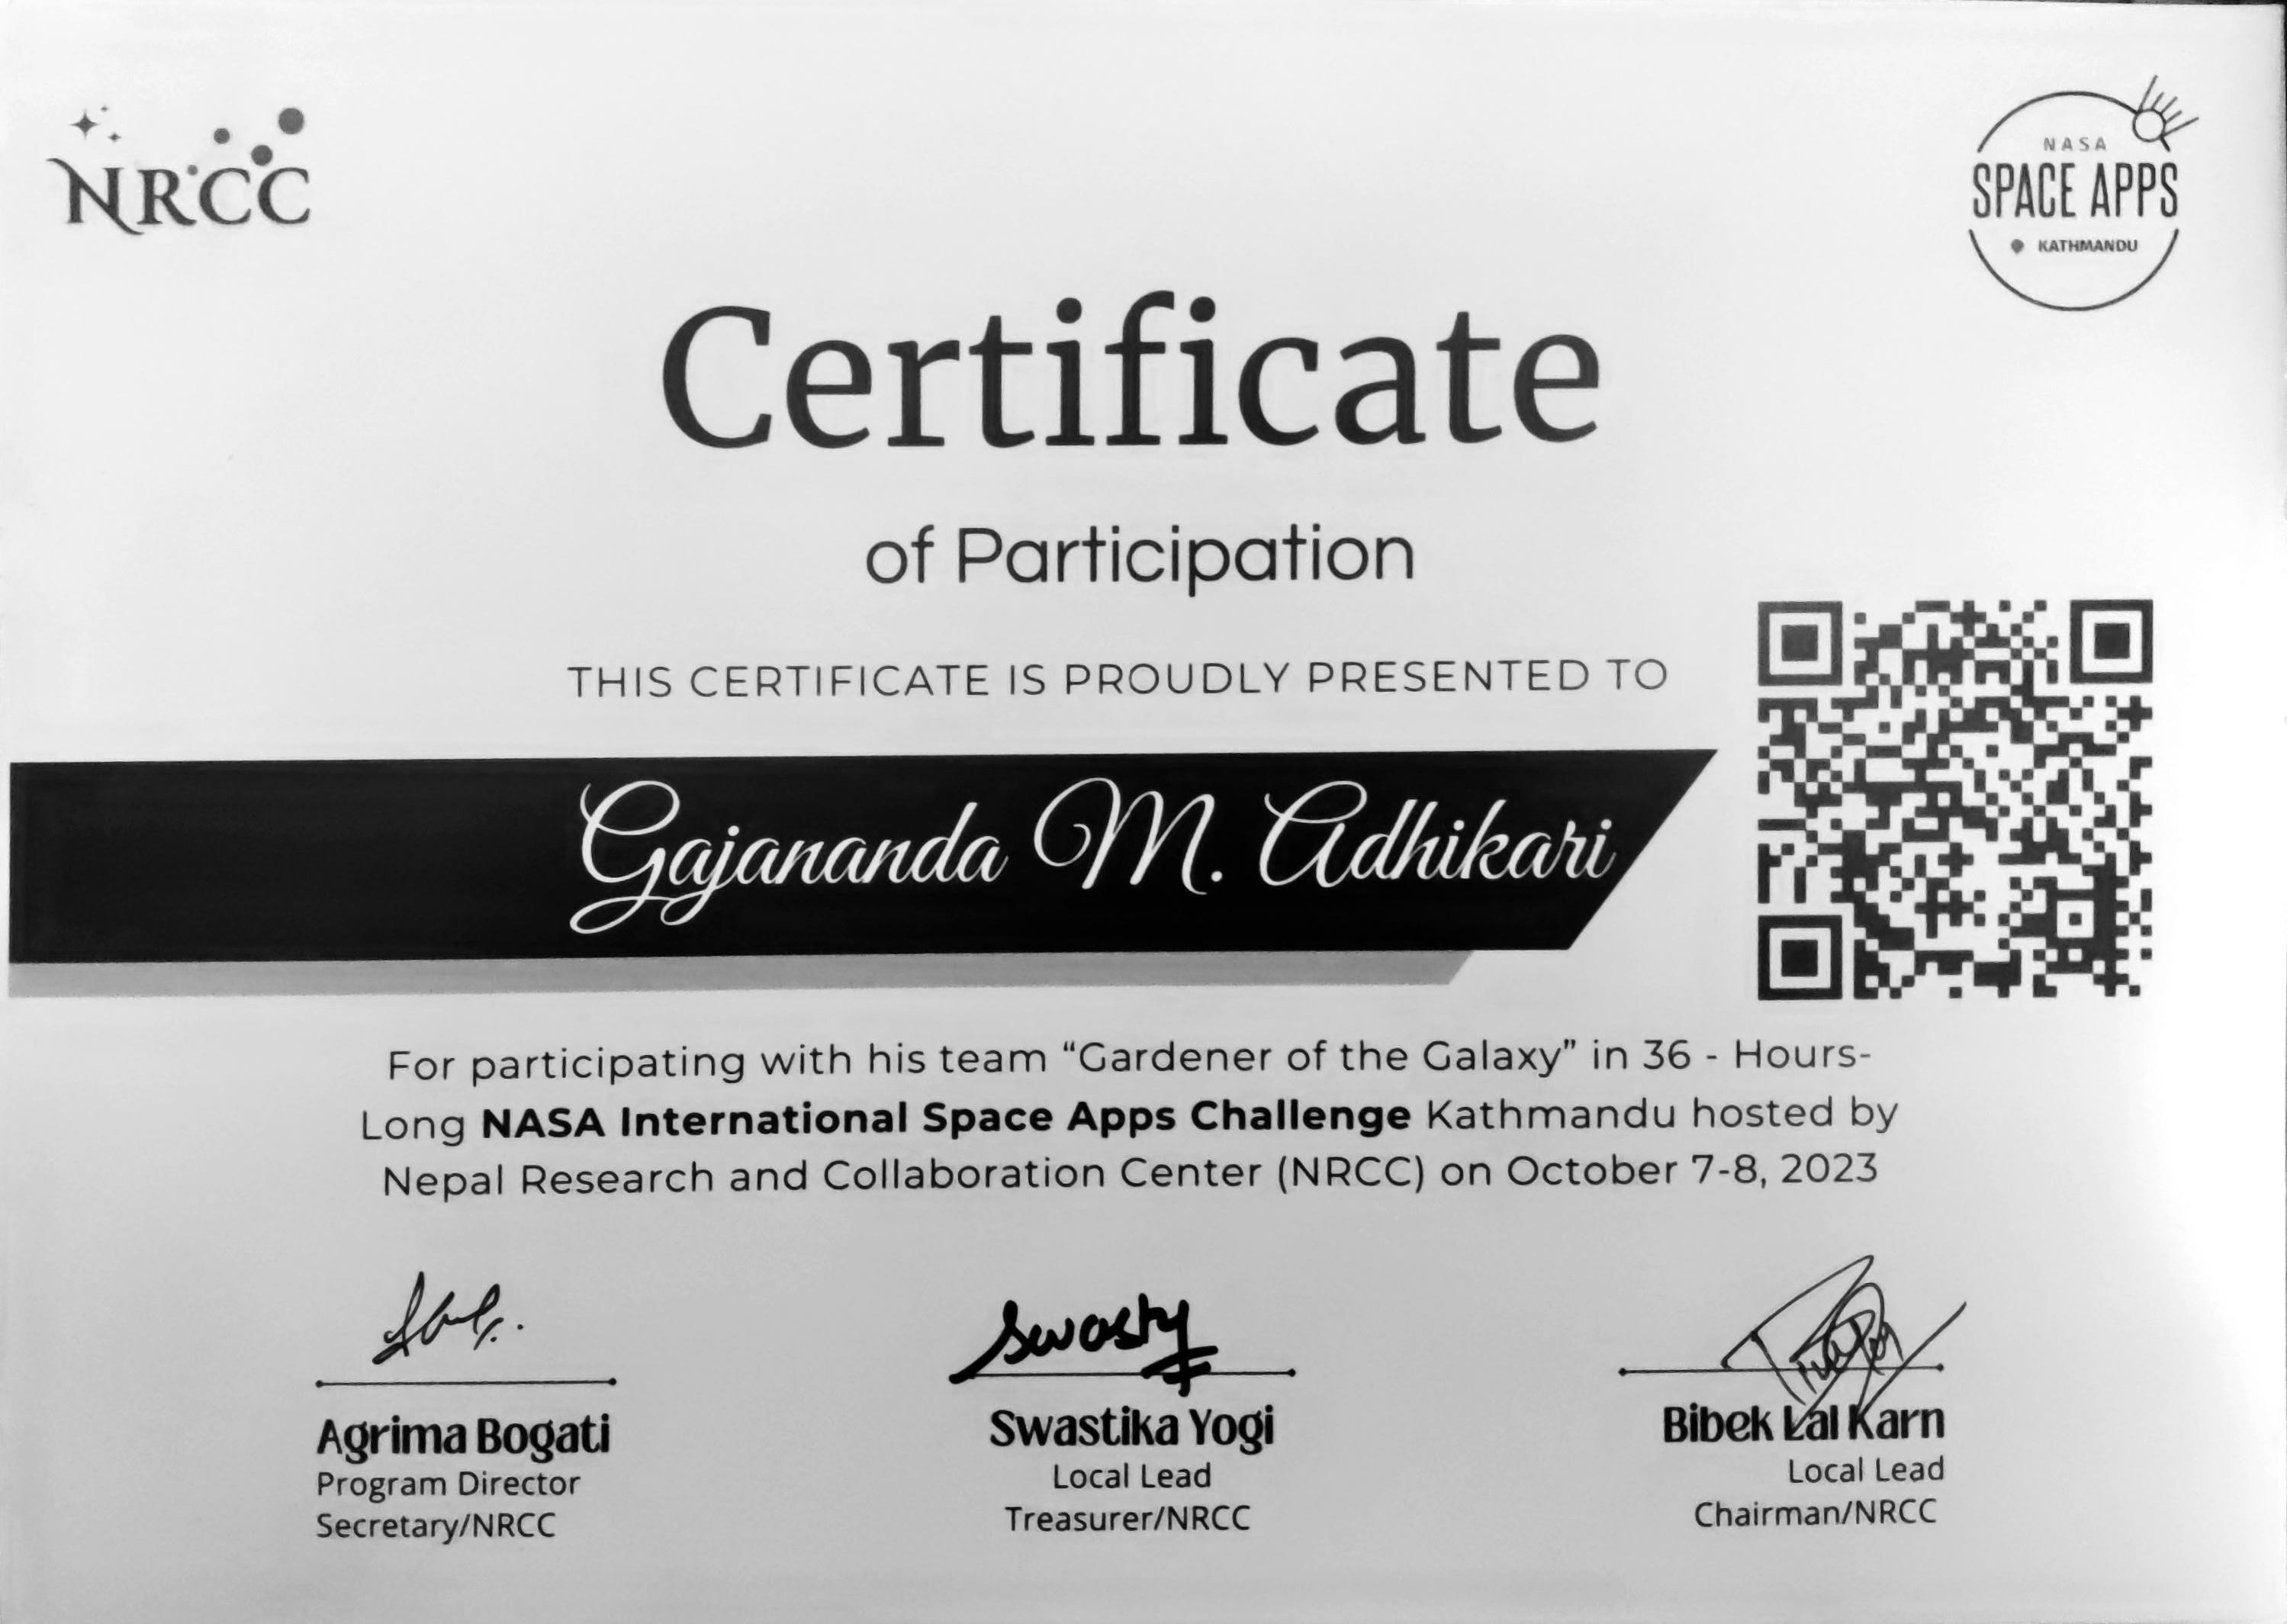 NRCC
NASA
SPACE APPS
KATHMANDU
Certificate
of Participation
THIS CERTIFICATE IS PROUDLY PRESENTED TO
Gajananda M. Adhikari
For participating with his team “Gardener of the Galaxy” in 36 - Hours-
Long NASA International Space Apps Challenge Kathmandu hosted by
Nepal Research and Collaboration Center (NRCC) on October 7-8, 2023
Swasty
Agrima Bogati
Program Director
Secretary/NRCC
Swastika Yogi
Local Lead
Treasurer/NRCC
Bibek Lal Karn
Local Lead
Chairman/NRCC